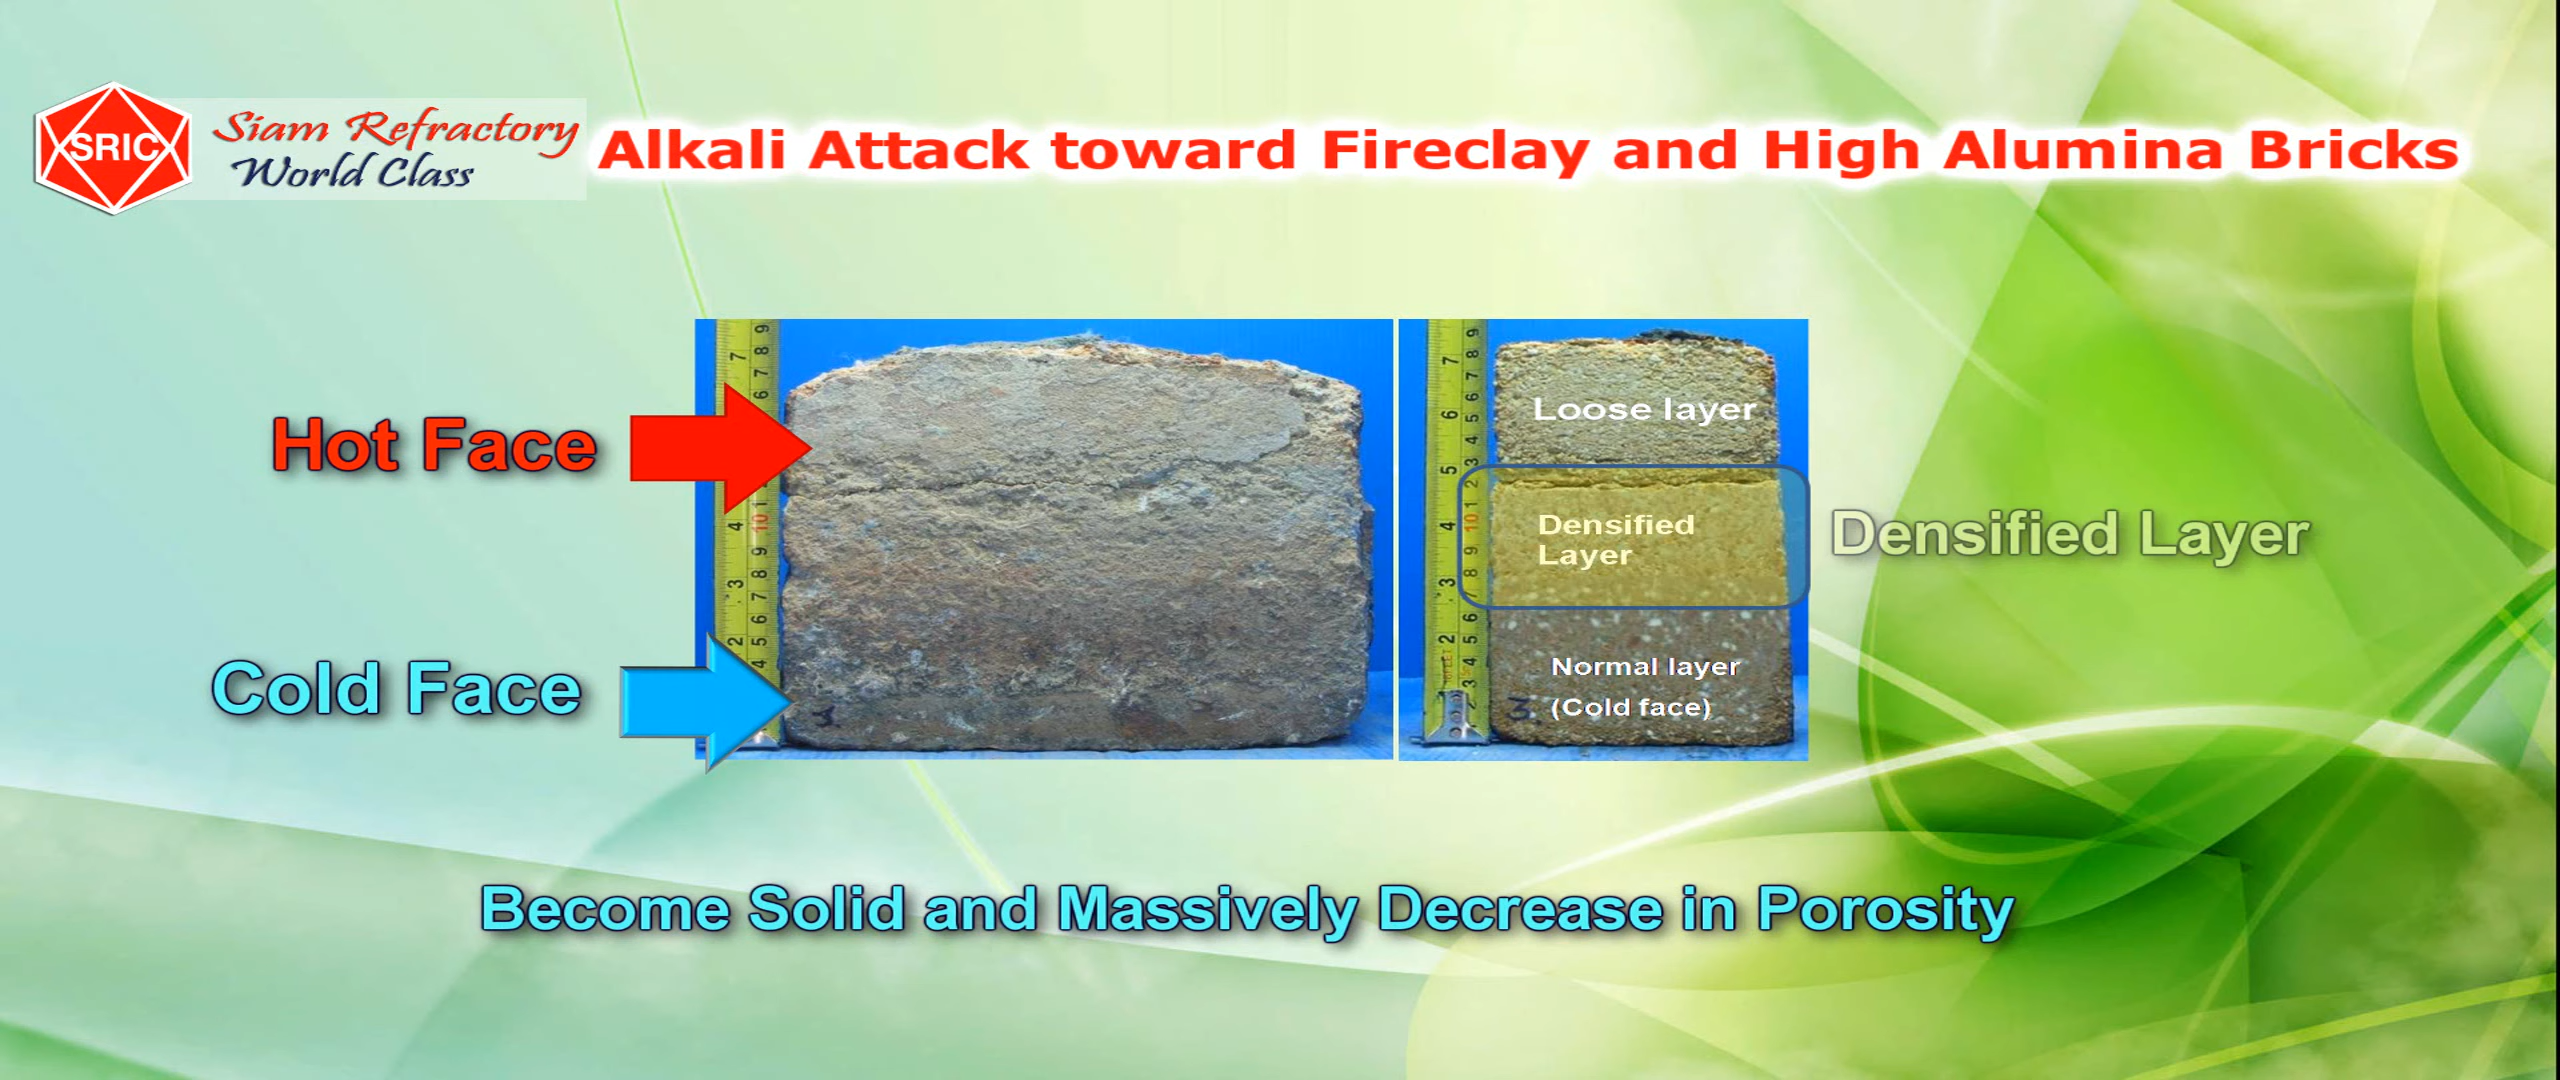 SRIC
Siam Refractory
World Class
Alkali Attack toward Fireclay and High Alumina Bricks
Hot Face
Cold Face
Loose layer
Densified
Layer
Normal layer
(Cold face)
3
Densified Layer
Become Solid and Massively Decrease in Porosity